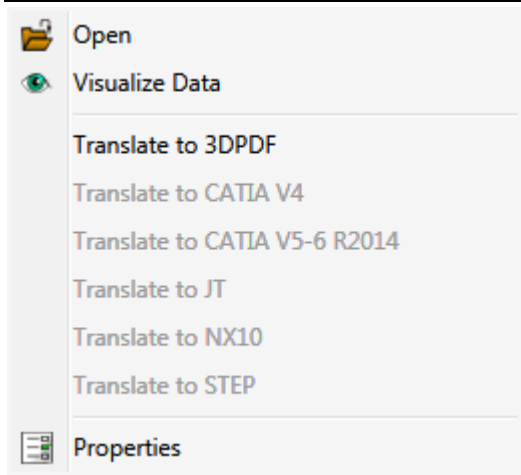 Open
Visualize Data
Translate to 3DPDF
Translate to CATIA V4
Translate to CATIA V5-6 R2014
Translate to JT
Translate to NX10
Translate to STEP
Properties